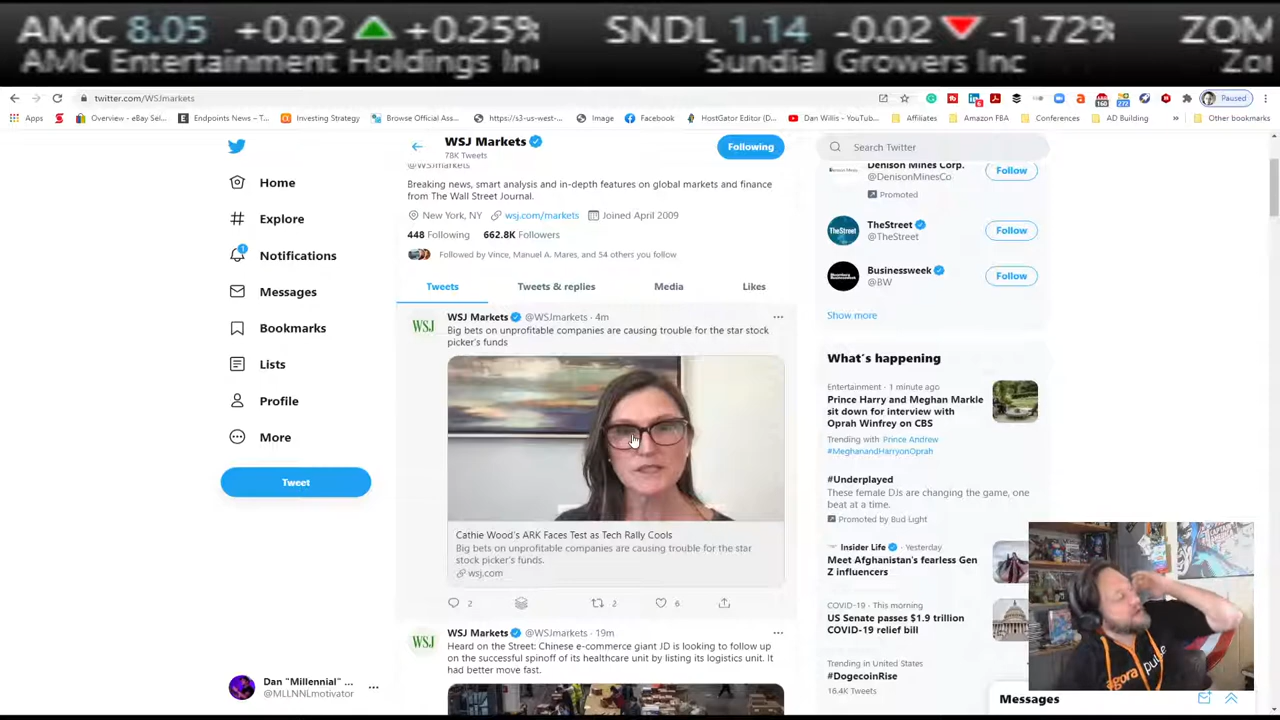 AMC 8.05 +0.02 +0.25%
AMC Entertainment Holdings Inc
SNDL 1.14 -0.02 -1.72%
Sundial Growers Inc
ZOM
twitter.com/WSJmarkets
Paused
Apps
Overview - eBay Sel...
Endpoints News – T...
Investing Strategy
Browse Official Ass...
https://s3-us-west-...
Image
Facebook
HostGator Editor (D...
Dan Willis - YouTub...
Affiliates
Amazon FBA
Conferences
AD Building
Other bookmarks
WSJ Markets
78K Tweets
Following
@WSJmarkets
Breaking news, smart analysis and in-depth features on global markets and finance
from The Wall Street Journal.
New York, NY
wsj.com/markets
Joined April 2009
448 Following 662.8K Followers
Followed by Vince, Manuel A. Mares, and 54 others you follow
Tweets
Tweets & replies
Media
Likes
Home
Explore
Notifications
Messages
Bookmarks
Lists
Profile
More
Tweet
Dan "Millennial" ...
@MLLNNLmotivator
WSJ
WSJ Markets @WSJmarkets · 4m
Big bets on unprofitable companies are causing trouble for the star stock
picker's funds
Cathie Wood's ARK Faces Test as Tech Rally Cools
Big bets on unprofitable companies are causing trouble for the star
stock picker's funds.
wsj.com
2
2
6
WSJ
WSJ Markets @WSJmarkets · 19m
Heard on the Street: Chinese e-commerce giant JD is looking to follow up
on the successful spinoff of its healthcare unit by listing its logistics unit. It
had better move fast.
Search Twitter
Denison Mines Corp.
@DenisonMinesCo
Promoted
Follow
TheStreet
@TheStreet
Follow
Businessweek
@BW
Follow
Show more
What's happening
Entertainment · 1 minute ago
Prince Harry and Meghan Markle
sit down for interview with
Oprah Winfrey on CBS
Trending with Prince Andrew
#MeghanandHarryonOprah
#Underplayed
These female DJs are changing the game, one
beat at a time.
Promoted by Bud Light
Insider Life · Yesterday
Meet Afghanistan's fearless Gen
Z influencers
COVID-19 · This morning
US Senate passes $1.9 trillion
COVID-19 relief bill
Trending in United States
#DogecoinRise
16.4K Tweets
Messages